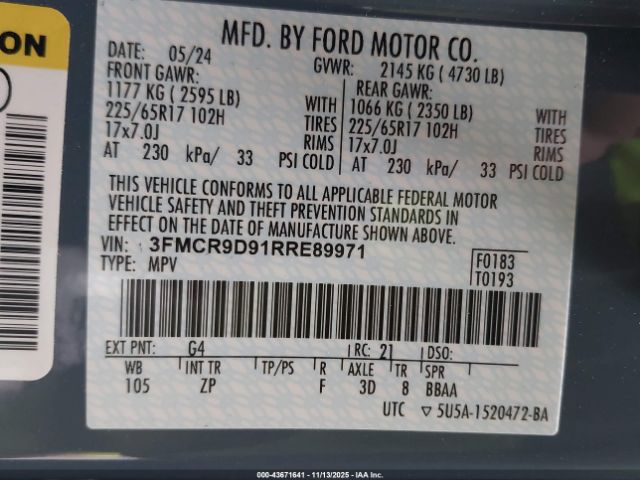 ON
MFD. BY FORD MOTOR CO.
DATE: 05/24 GVWR: 2145 KG ( 4730 LB)
FRONT GAWR: REAR GAWR:
1177 KG ( 2595 LB) WITH 1066 KG ( 2350 LB) WITH
225/65R17 102H TIRES 225/65R17 102H TIRES
17x7.0J RIMS 17x7.0J RIMS
AT 230 kPa/ 33 PSI COLD AT 230 kPa/ 33 PSI COLD
THIS VEHICLE CONFORMS TO ALL APPLICABLE FEDERAL MOTOR
VEHICLE SAFETY AND THEFT PREVENTION STANDARDS IN
EFFECT ON THE DATE OF MANUFACTURE SHOWN ABOVE.
VIN: 3FMCR9D91RRE89971 F0183
TYPE: MPV T0193
EXT PNT: G4 RC: 21 DSO:
WB TP/PS R AXLE TR SPR
105 ZP F 3D 8 BBAA
UTC ▽ 5U5A-1520472-BA
000-43671641 - 11/13/2025 - IAA Inc.